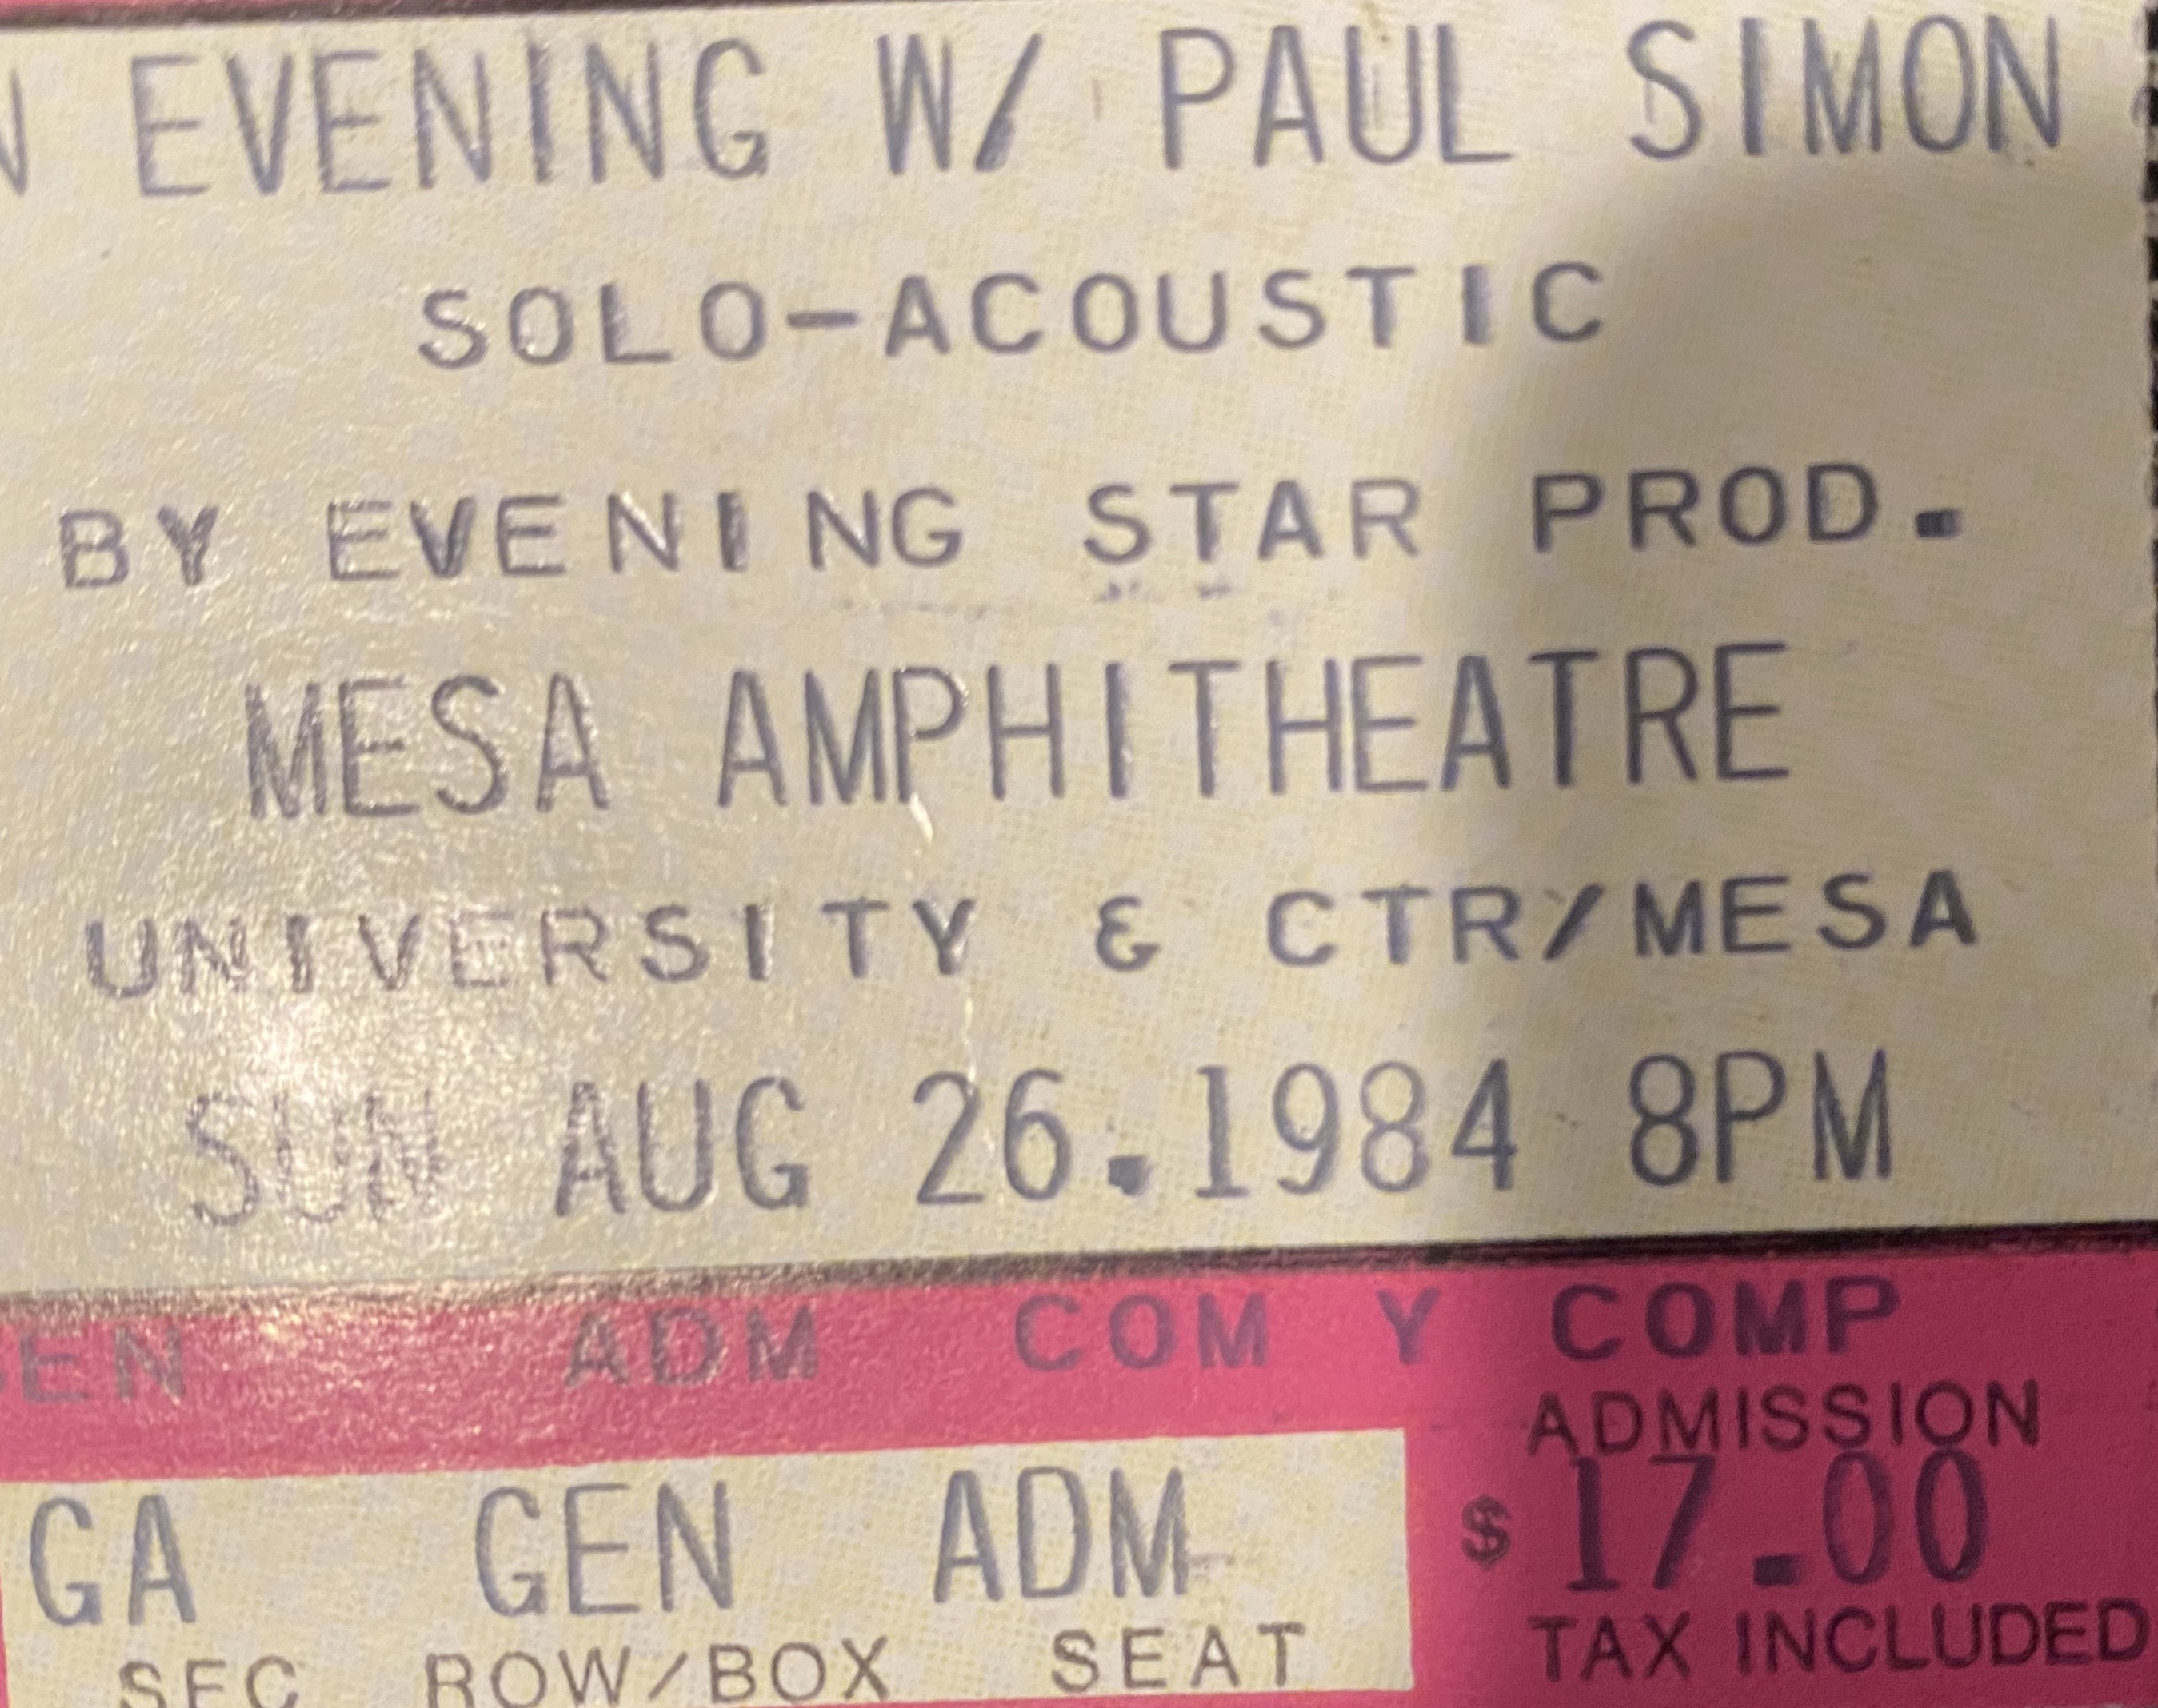 N EVENING W/ PAUL SIMON
SOLO-ACOUSTIC
BY EVENING STAR PROD.
MESA AMPHITHEATRE
UNIVERSITY & CTR/MESA
SUN AUG 26.1984 8PM
GEN ADM COM Y COMP
ADMISSION
GA GEN ADM $17.00
SEC ROW/BOX SEAT TAX INCLUDED